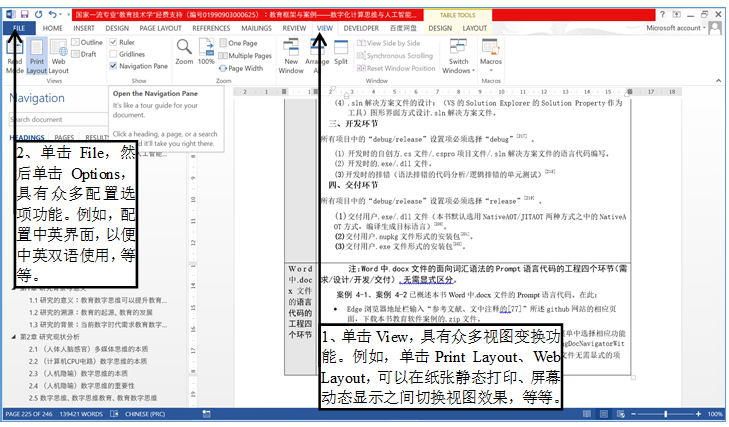 国家一流专业“教育技术学”经费支持（编号01990903000625）：教育框架与案例——数字化计算思维与人工智能...
TABLE TOOLS
FILE HOME INSERT DESIGN PAGE LAYOUT REFERENCES MAILINGS REVIEW VIEW DEVELOPER 百度网盘 DESIGN LAYOUT
Microsoft account
Read Mode
Print Layout
Web Layout
Outline
Draft
Views
Ruler
Gridlines
Navigation Pane
Show
Zoom
100%
One Page
Multiple Pages
Page Width
Zoom
New Window
Arrange All
Split
View Side by Side
Synchronous Scrolling
Reset Window Position
Window
Switch Windows
Macros
Macros
Open the Navigation Pane
It's like a tour guide for your document.
Click a heading, a page, or a search
and it'll take you right there.
Navigation
Search document
HEADINGS PAGES RESULTS
2、单击 File，然
后单击 Options，
具有众多配置选
项功能。例如，配
置中英界面，以便
中英双语使用，等
等。
1.1 研究的意义：教育数字思维可以提升教育...
1.2 研究的溯源：教育的起源, 教育的发展
1.3 研究的背景：当前数字时代需求教育数字...
第2章 研究现状分析
2.1 （人体人脑感官）多媒体思维的本质
2.2 （计算机CPU电路）数字思维的本质
2.3 （人机隐喻）数字思维的本质
2.4 （人机隐喻）数字思维的重要性
2.5 数字思维、数字思维教育、教育数字思维
(4) .sln 解决方案文件的设计：（VS 的 Solution Explorer 的 Solution Property 作为
工具）图形界面方式设计.sln 解决方案文件。
三、开发环节
所有项目中的“debug/release”设置项必须选择“debug”[217]。
(1) 开发时的自创方.cs 文件/.cspro 项目文件/.sln 解决方案文件的语言代码编写。
(2) 开发时的.exe/.dll 文件。
(3)开发时的排错（语法排错的代码分析/逻辑排错的单元测试）[218]
四、交付环节
所有项目中的“debug/release”设置项必须选择“release”[219]。
(1)交付用户.exe/.dll 文件（本书默认选用 NativeAOT/JITAOT 两种方式之中的 NativeA
OT 方式，编译生成目标语言）[220]。
(2)交付用户.nupkg 文件形式的安装包[221]。
(3)交付用户.exe 文件形式的安装包[222]。
Word
中.doc
x 文件
的语言
代码的
工程四
个环节
注：Word 中.docx 文件的面向词汇语法的 Prompt 语言代码的工程四个环节(需
求/设计/开发/交付)，无需显式区分。
案例 4-1、案例 4-2 已概述本书 Word 中.docx 文件的 Prompt 语言代码，在此：
Edge 浏览器地址栏输入“参考文献、文中注释的[77]”所述 github 网站的相应页
面，下载本书教育软件案例的.zip 文件。
单中选择相应功能
ngDocNavigatorWit
文件无需显式的项
1、单击 View，具有众多视图变换功
能。例如，单击 Print Layout、Web
Layout，可以在纸张静态打印、屏幕
动态显示之间切换视图效果，等等。
PAGE 225 OF 246 139421 WORDS CHINESE (PRC) 100%